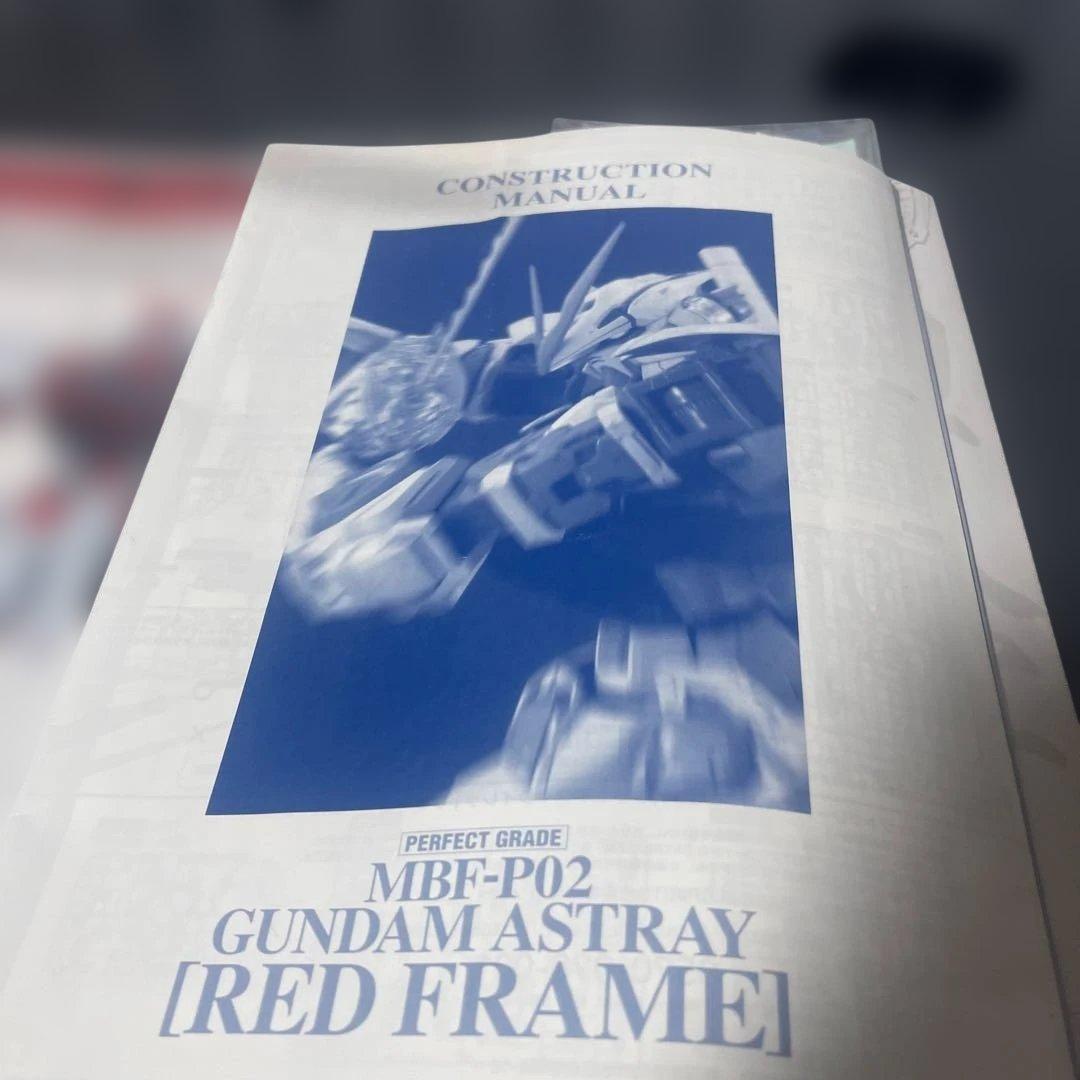 CONSTRUCTION
MANUAL
PERFECT GRADE
MBF-P02
GUNDAM ASTRAY
[RED FRAME]